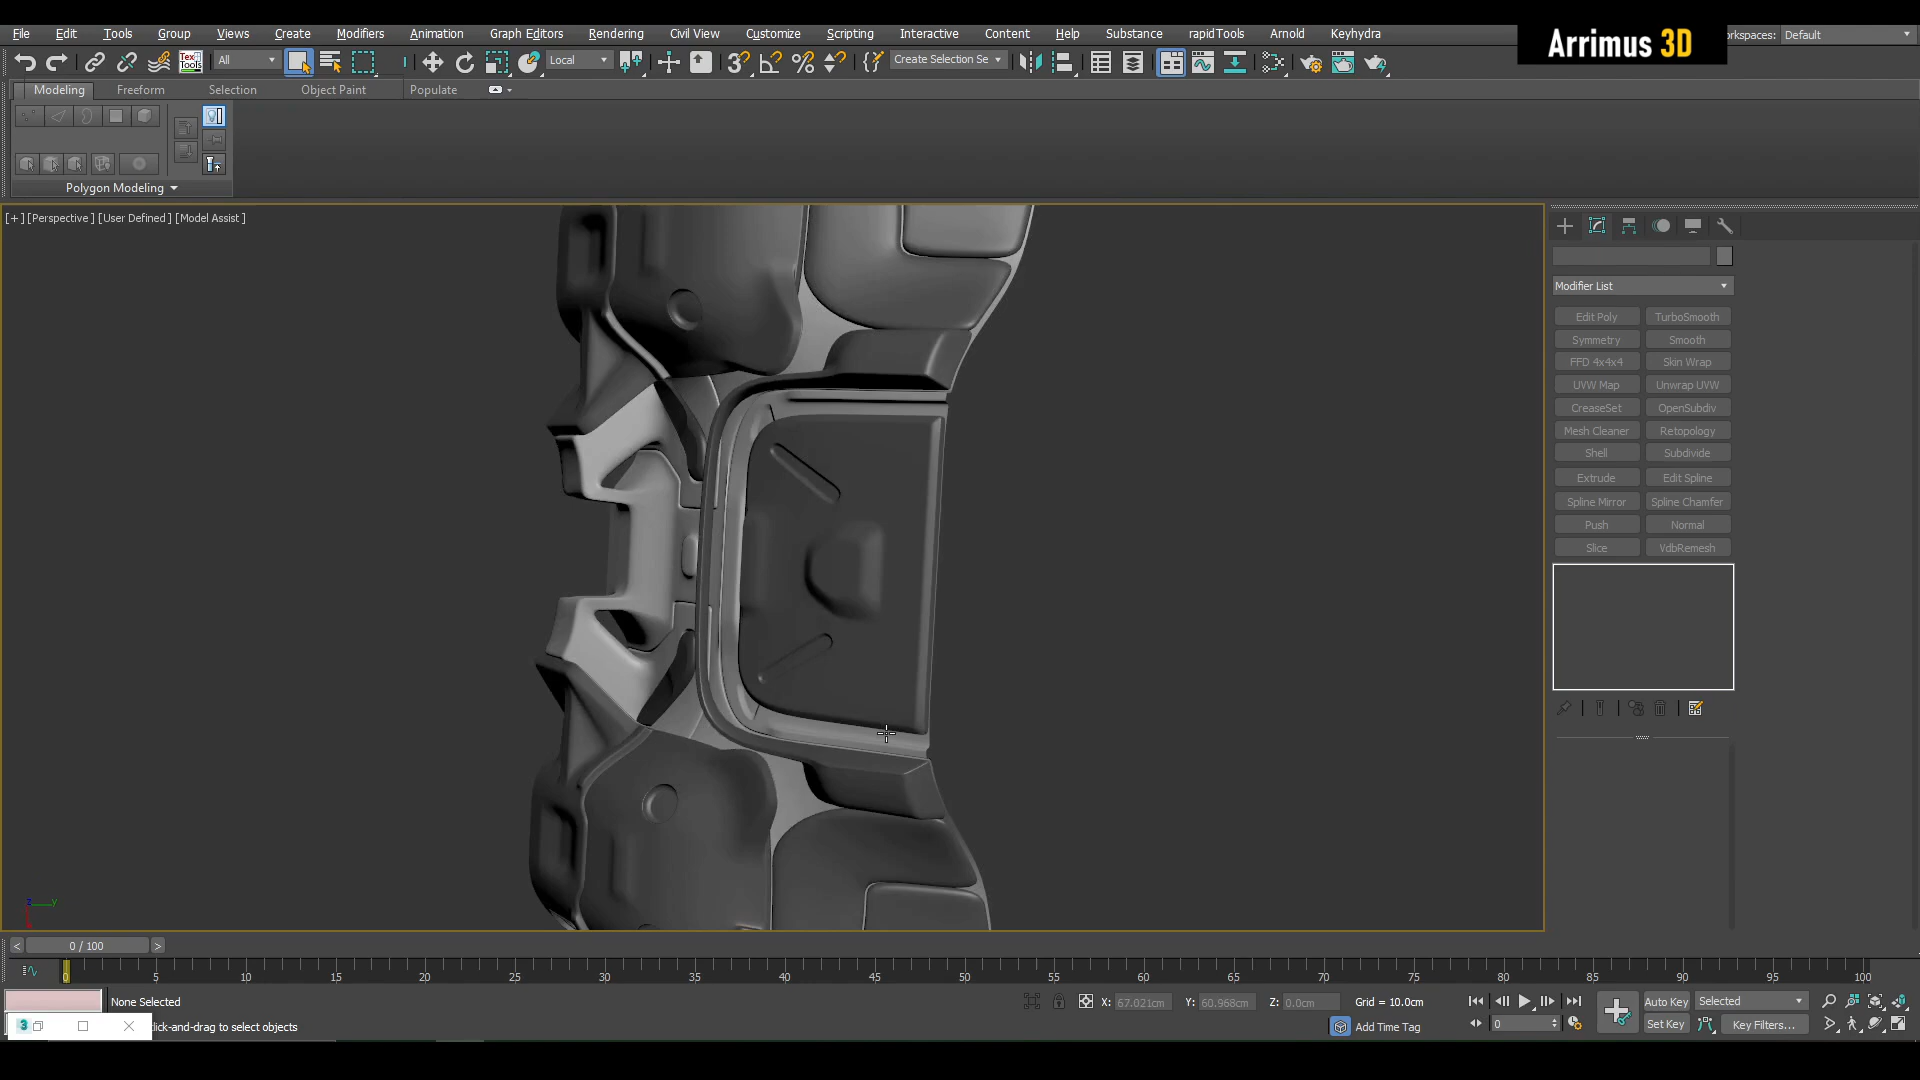 File Edit Tools Group Views Create Modifiers Animation Graph Editors Rendering Civil View Customize Scripting Interactive Content Help Substance rapidTools Arnold Keyhydra
orkspaces: Default
Arrimus 3D
All Local Create Selection Se
Modeling Freeform Selection Object Paint Populate
Polygon Modeling
[+] [Perspective ] [User Defined ] [Model Assist ]
Modifier List
Edit Poly TurboSmooth
Symmetry Smooth
FFD 4x4x4 Skin Wrap
UVW Map Unwrap UVW
CreaseSet OpenSubdiv
Mesh Cleaner Retopology
Shell Subdivide
Extrude Edit Spline
Spline Mirror Spline Chamfer
Push Normal
Slice VdbRemesh
z y
< 0 / 100 >
0 5 10 15 20 25 30 35 40 45 50 55 60 65 70 75 80 85 90 95 100
None Selected X: 67.021cm Y: 60.968cm Z: 0.0cm Grid = 10.0cm Auto Key Selected
3 click-and-drag to select objects Add Time Tag 0 Set Key Key Filters...